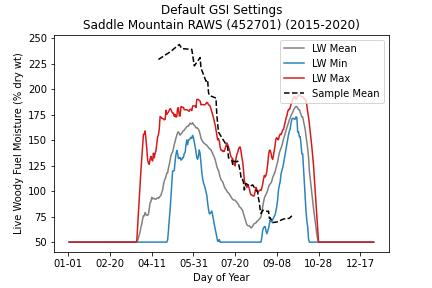 Default GSI Settings
Saddle Mountain RAWS (452701) (2015-2020)
Live Woody Fuel Moisture (% dry wt)
250
225
200
175
150
125
100
75
50
LW Mean
LW Min
LW Max
Sample Mean
01-01 02-20 04-11 05-31 07-20 09-08 10-28 12-17
Day of Year